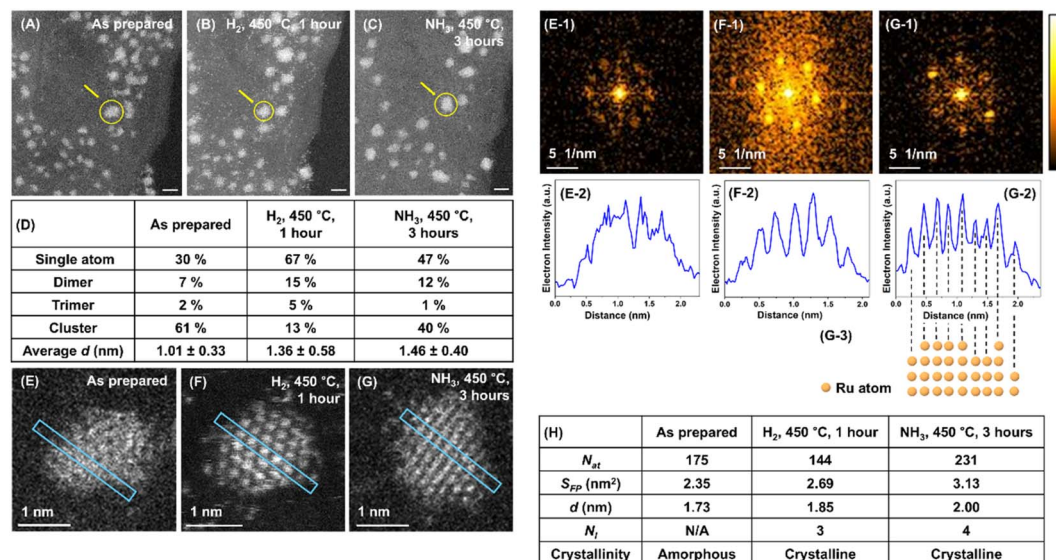 (A) As prepared
(B) H₂, 450 °C, 1 hour
(C) NH₃, 450 °C,
3 hours
(D) As prepared H₂, 450 °C, 1 hour NH₃, 450 °C, 3 hours
Single atom 30 % 67 % 47 %
Dimer 7 % 15 % 12 %
Trimer 2 % 5 % 1 %
Cluster 61 % 13 % 40 %
Average d (nm) 1.01 ± 0.33 1.36 ± 0.58 1.46 ± 0.40
(E) As prepared
1 nm
(F) H₂, 450 °C,
1 hour
1 nm
(G) NH₃, 450 °C,
3 hours
1 nm
(E-1)
5 1/nm
(F-1)
5 1/nm
(G-1)
5 1/nm
(E-2)
Electron Intensity (a.u.)
0.0 0.5 1.0 1.5 2.0
Distance (nm)
(F-2)
Electron Intensity (a.u.)
0.0 0.5 1.0 1.5 2.0
Distance (nm)
(G-2)
Electron Intensity (a.u.)
0.0 0.5 1.0 1.5 2.0
Distance (nm)
(G-3)
Ru atom
(H) As prepared H₂, 450 °C, 1 hour NH₃, 450 °C, 3 hours
Nat 175 144 231
SFP (nm²) 2.35 2.69 3.13
d (nm) 1.73 1.85 2.00
Nl N/A 3 4
Crystallinity Amorphous Crystalline Crystalline